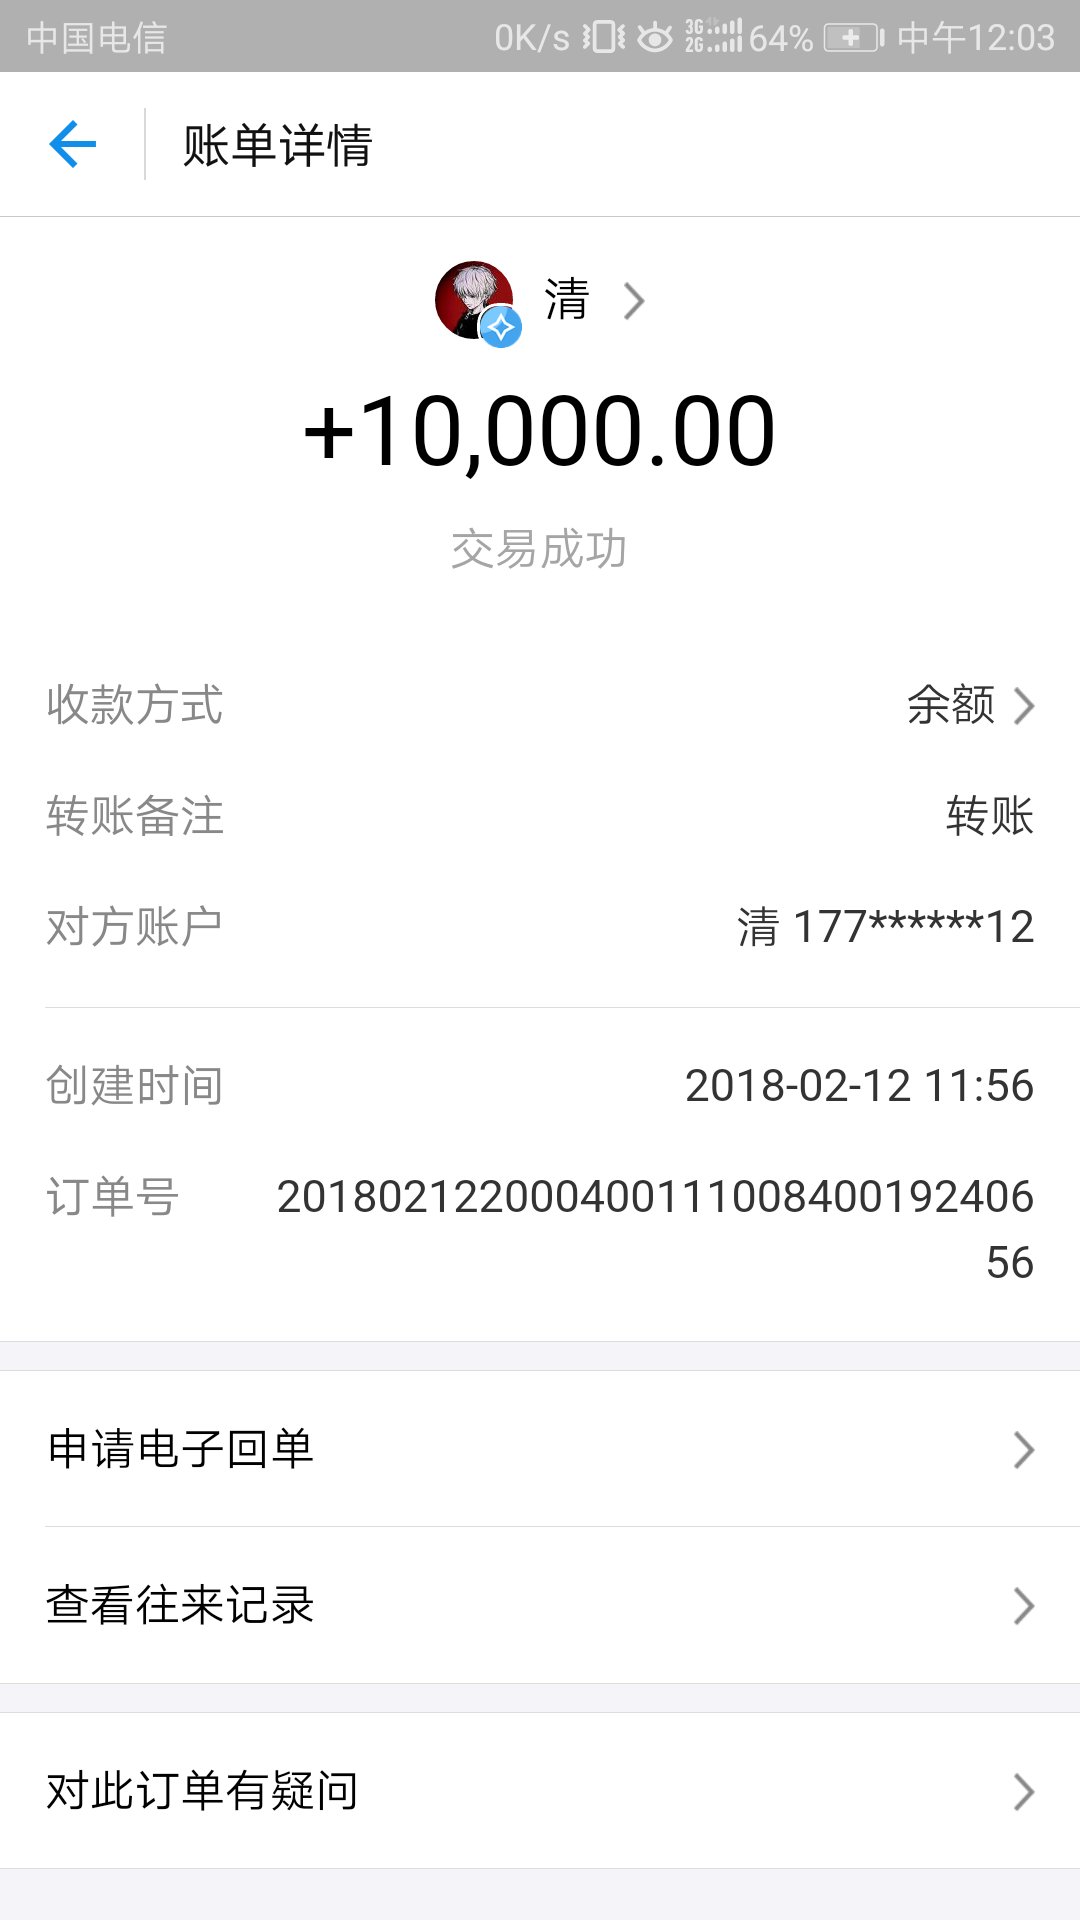 中国电信 0K/s 3G 2G 64% 中午12:03
账单详情
清
+10,000.00
交易成功
收款方式 余额
转账备注 转账
对方账户 清 177******12
创建时间 2018-02-12 11:56
订单号 201802122000400111008400192406
56
申请电子回单
查看往来记录
对此订单有疑问